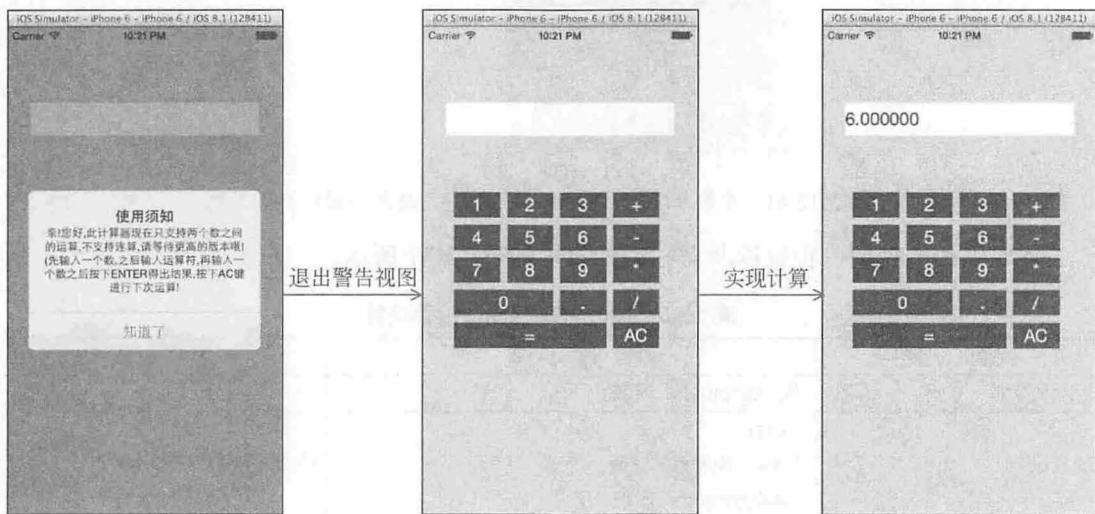 iOS Simulator - iPhone 6 - iPhone 6 / iOS 8.1 (12B411)
Carrier 10:21 PM
使用须知
亲!您好,此计算器现在只支持两个数之间
的运算,不支持连算,请等待更高的版本哦!
(先输入一个数,之后输入运算符,再输入一
个数之后按下ENTER得出结果,按下AC键
进行下次运算!
知道了
退出警告视图
iOS Simulator - iPhone 6 - iPhone 6 / iOS 8.1 (12B411)
Carrier 10:21 PM
1 2 3 +
4 5 6 -
7 8 9 *
0 . /
= AC
实现计算
iOS Simulator - iPhone 6 - iPhone 6 / iOS 8.1 (12B411)
Carrier 10:21 PM
6.000000
1 2 3 +
4 5 6 -
7 8 9 *
0 . /
= AC